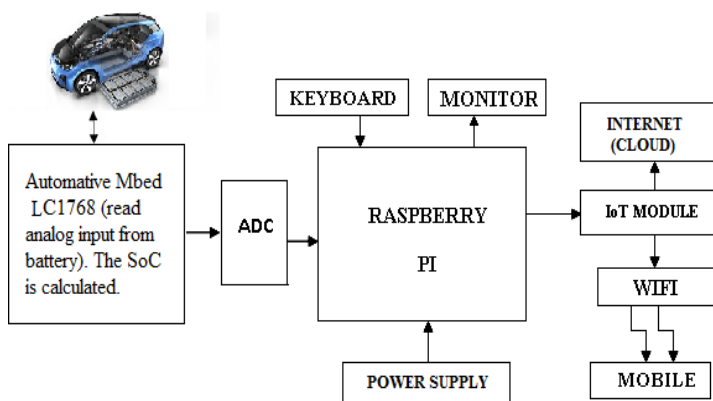 KEYBOARD
MONITOR
INTERNET
(CLOUD)
Automative Mbed
LC1768 (read
analog input from
battery). The SoC
is calculated.
ADC
RASPBERRY
PI
IoT MODULE
WIFI
POWER SUPPLY
MOBILE